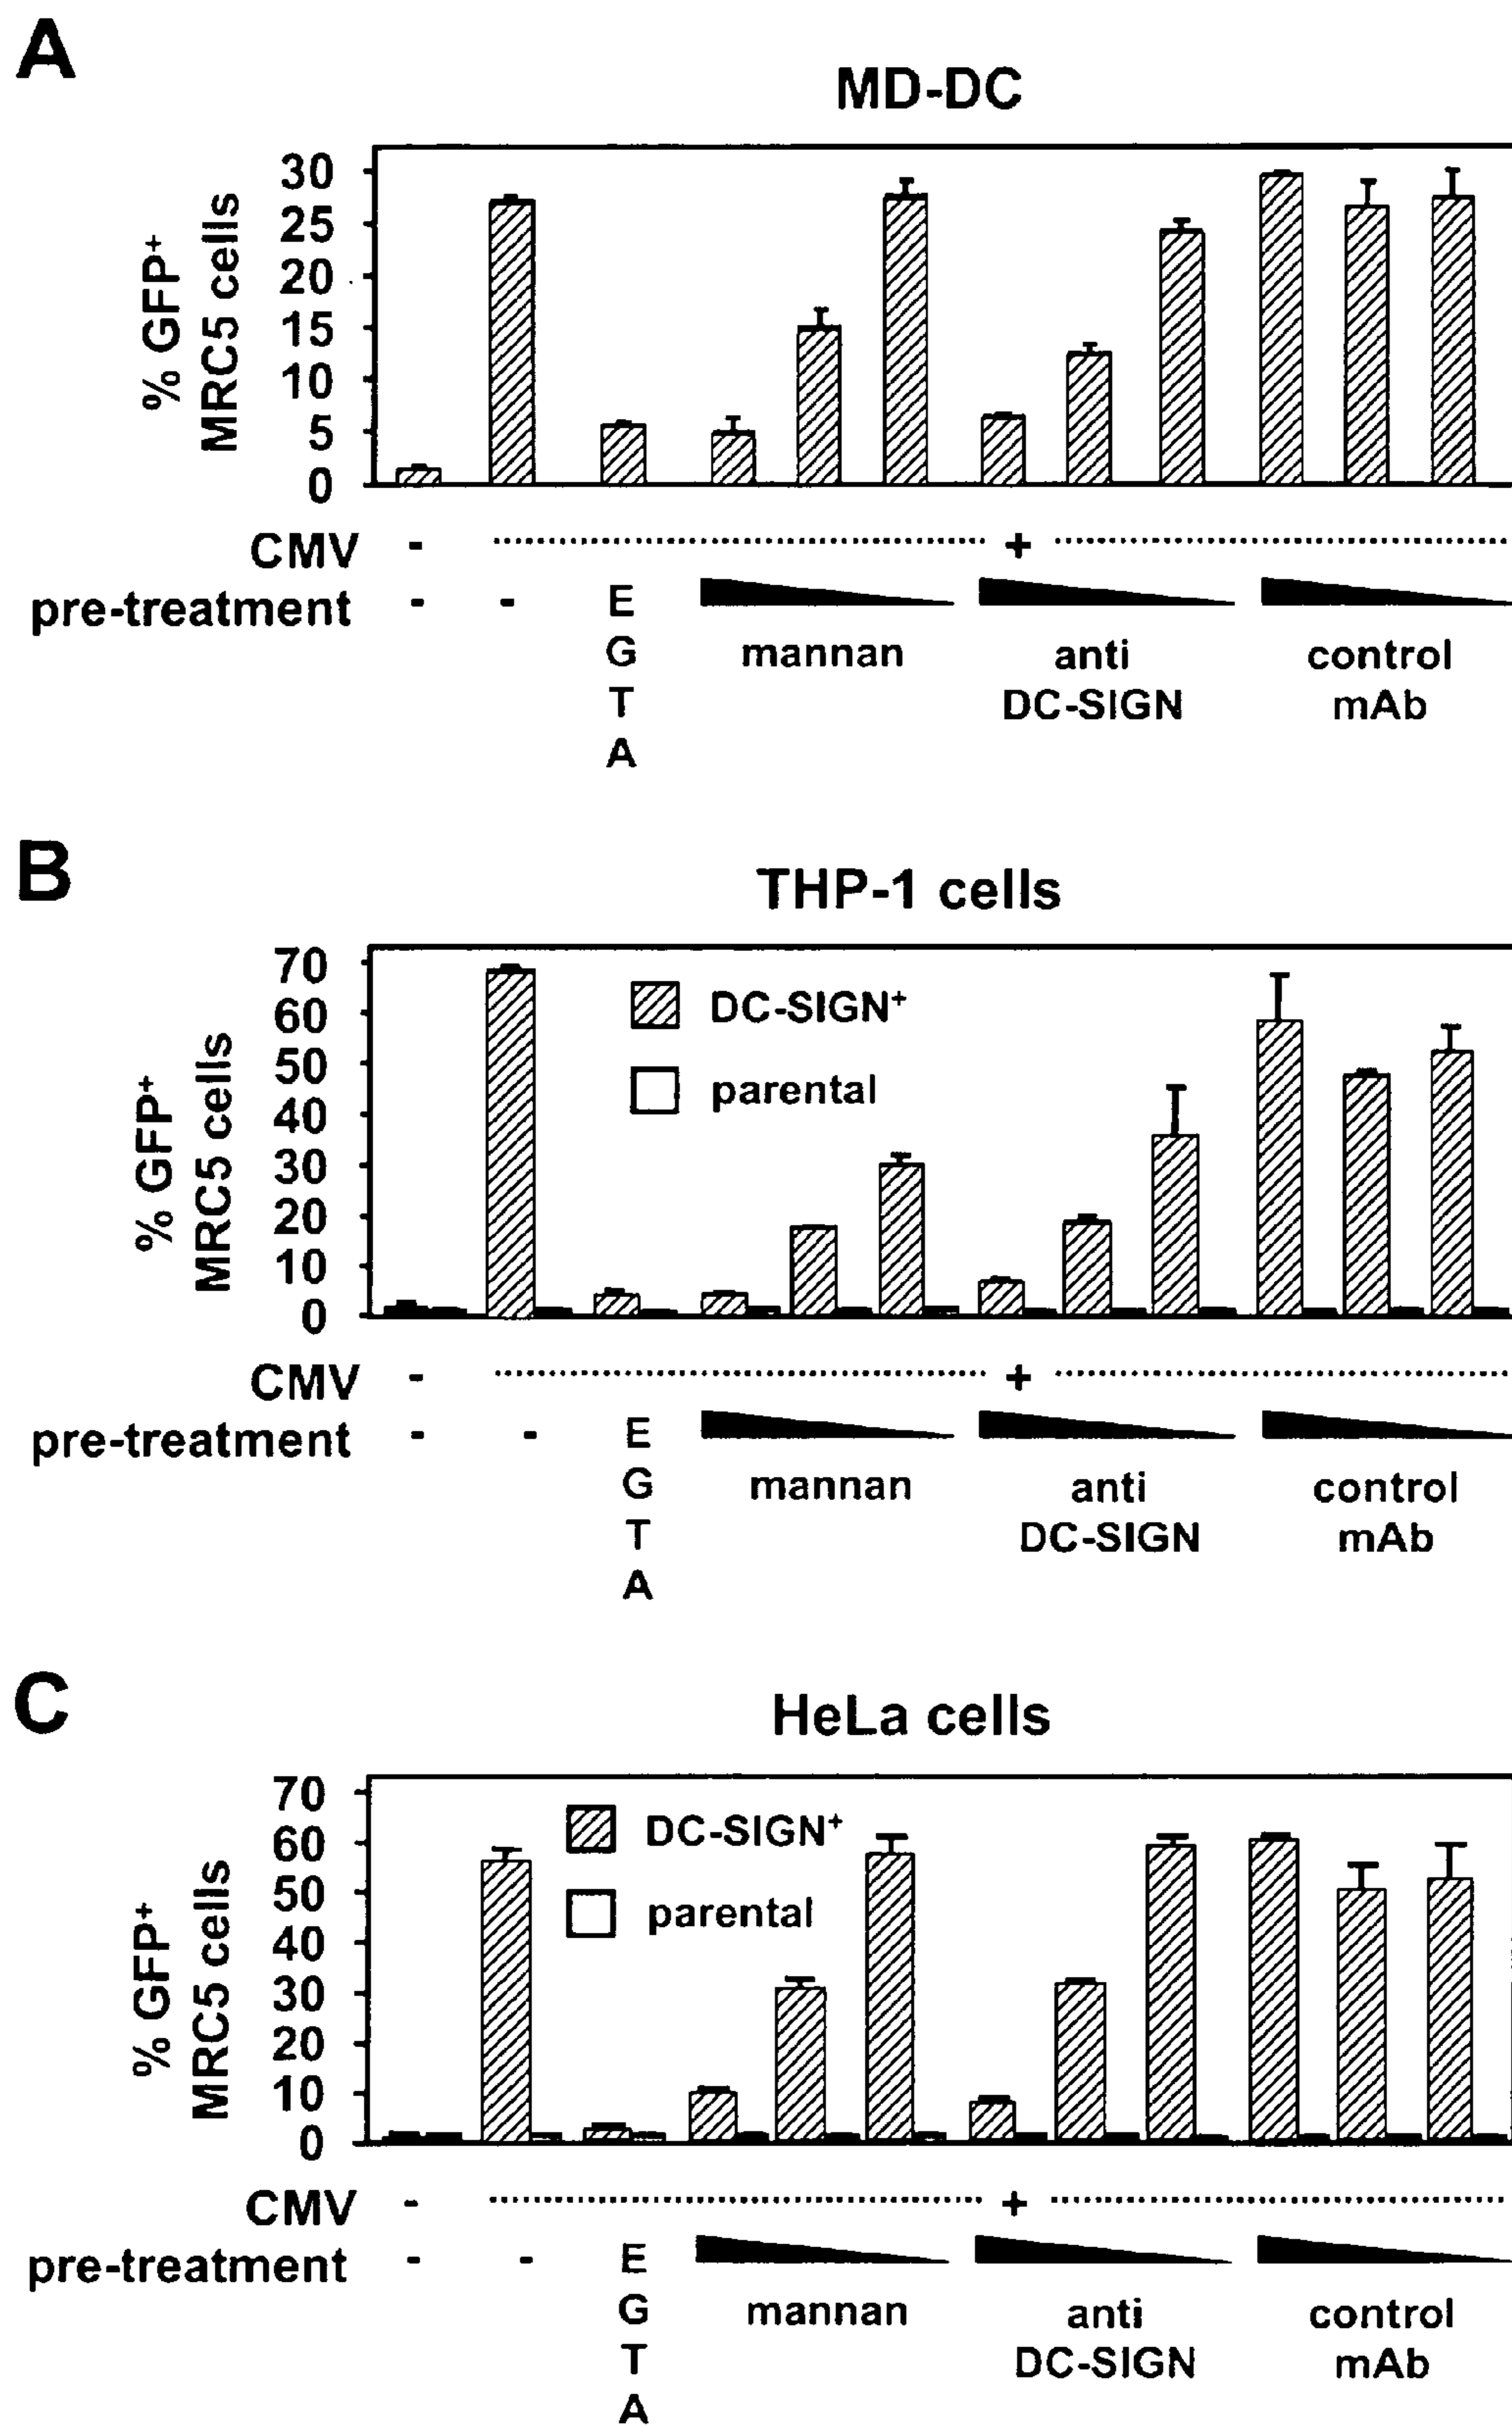 A
MD-DC
% GFP+
MRC5 cells
30
25
20
15
10
5
0
CMV - +
pre-treatment - - E
G
T
A
mannan
anti
DC-SIGN
control
mAb
B
THP-1 cells
% GFP+
MRC5 cells
70
60
50
40
30
20
10
0
DC-SIGN+
parental
CMV - +
pre-treatment - - E
G
T
A
mannan
anti
DC-SIGN
control
mAb
C
HeLa cells
% GFP+
MRC5 cells
70
60
50
40
30
20
10
0
DC-SIGN+
parental
CMV - +
pre-treatment - - E
G
T
A
mannan
anti
DC-SIGN
control
mAb